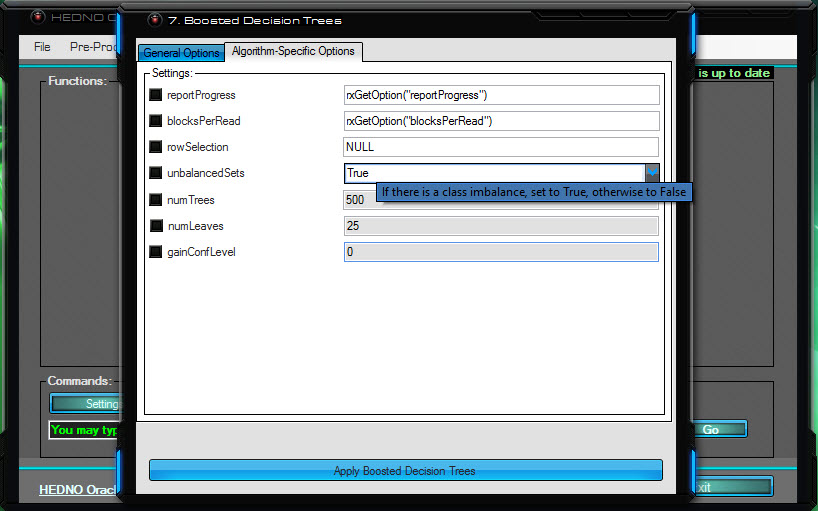 HEDNO O
7. Boosted Decision Trees
File Pre-Proc
General Options Algorithm-Specific Options
is up to date
Functions:
Settings:
reportProgress rxGetOption("reportProgress")
blocksPerRead rxGetOption("blocksPerRead")
rowSelection NULL
unbalancedSets True
If there is a class imbalance, set to True, otherwise to False
numTrees 500
numLeaves 25
gainConfLevel 0
Commands:
Setting
You may typ
Go
Apply Boosted Decision Trees
HEDNO Oracl
xit